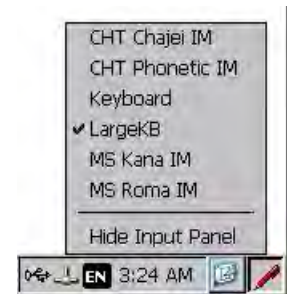 CHT Chajei IM
CHT Phonetic IM
Keyboard
LargeKB
MS Kana IM
MS Roma IM
Hide Input Panel
EN 3:24 AM